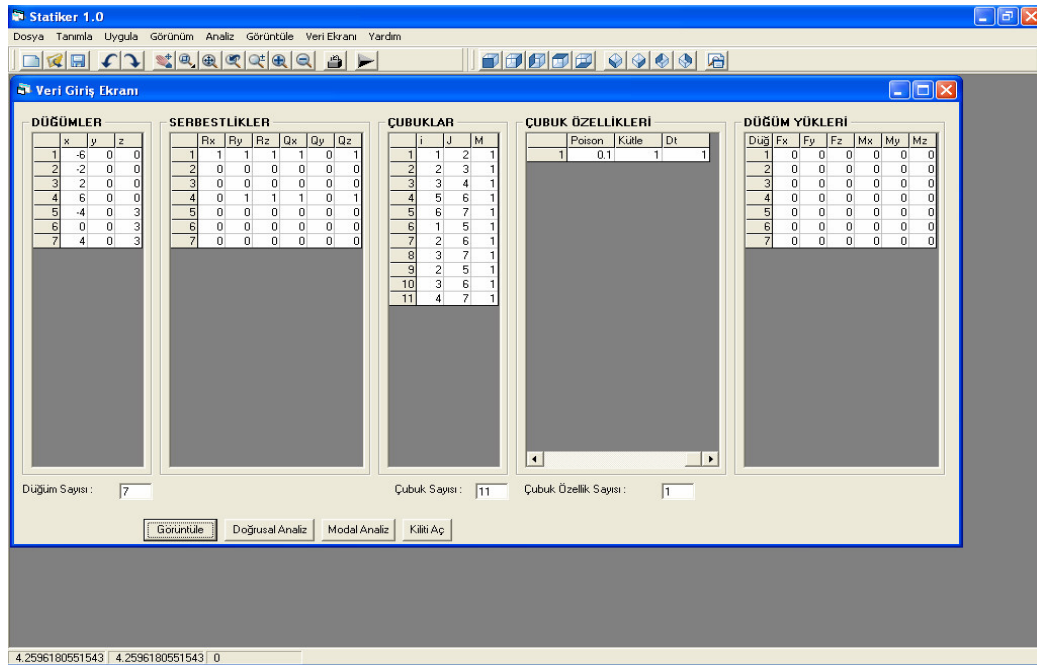 Statiker 1.0
Dosya Tanımla Uygula Görünüm Analiz Görüntüle Veri Ekranı Yardım
Veri Giriş Ekranı
DÜĞÜMLER
x y z
1 -6 0 0
2 -2 0 0
3 2 0 0
4 6 0 0
5 -4 0 3
6 0 0 3
7 4 0 3
SERBESTLİKLER
Rx Ry Rz Qx Qy Qz
1 1 1 1 1 0 1
2 0 0 0 0 0 0
3 0 0 0 0 0 0
4 0 1 1 1 0 1
5 0 0 0 0 0 0
6 0 0 0 0 0 0
7 0 0 0 0 0 0
ÇUBUKLAR
i J M
1 1 2 1
2 2 3 1
3 3 4 1
4 5 6 1
5 6 7 1
6 1 5 1
7 2 6 1
8 3 7 1
9 2 5 1
10 3 6 1
11 4 7 1
ÇUBUK ÖZELLİKLERİ
Poison Kütle Dt
1 0.1 1 1
DÜĞÜM YÜKLERİ
Düğ Fx Fy Fz Mx My Mz
1 0 0 0 0 0 0
2 0 0 0 0 0 0
3 0 0 0 0 0 0
4 0 0 0 0 0 0
5 0 0 0 0 0 0
6 0 0 0 0 0 0
7 0 0 0 0 0 0
Düğüm Sayısı : 7
Çubuk Sayısı : 11
Çubuk Özellik Sayısı : 1
Görüntüle Doğrusal Analiz Modal Analiz Kiliti Aç
4.2596180551543 4.2596180551543 0